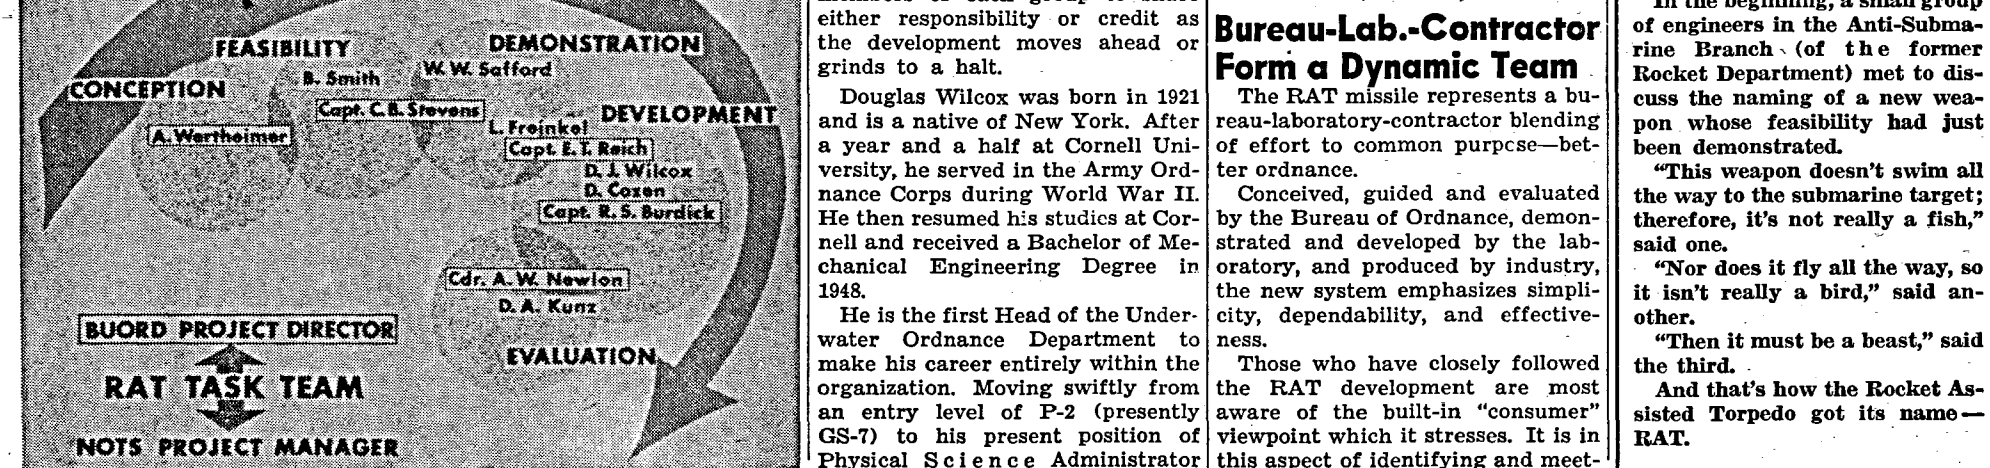 FEASIBILITY
DEMONSTRATION
CONCEPTION
B. Smith
W. W. Safford
Capt. C. B. Stevens
DEVELOPMENT
A. Wertheimer
L. Freinkel
Capt. E. T. Reich
D. J. Wilcox
D. Cozen
Capt. R. S. Burdick
Cdr. A. W. Newlon
D. A. Kunz
BUORD PROJECT DIRECTOR
EVALUATION
RAT TASK TEAM
NOTS PROJECT MANAGER
either responsibility or credit as
the development moves ahead or
grinds to a halt.
Douglas Wilcox was born in 1921
and is a native of New York. After
a year and a half at Cornell Uni-
versity, he served in the Army Ord-
nance Corps during World War II.
He then resumed his studies at Cor-
nell and received a Bachelor of Me-
chanical Engineering Degree in
1948.
He is the first Head of the Under-
water Ordnance Department to
make his career entirely within the
organization. Moving swiftly from
an entry level of P-2 (presently
GS-7) to his present position of
Physical Science Administrator
Bureau-Lab.-Contractor
Form a Dynamic Team
The RAT missile represents a bu-
reau-laboratory-contractor blending
of effort to common purpcse—bet-
ter ordnance.
Conceived, guided and evaluated
by the Bureau of Ordnance, demon-
strated and developed by the lab-
oratory, and produced by industry,
the new system emphasizes simpli-
city, dependability, and effective-
ness.
Those who have closely followed
the RAT development are most
aware of the built-in "consumer"
viewpoint which it stresses. It is in
this aspect of identifying and meet-
In the beginning, a small group
of engineers in the Anti-Subma-
rine Branch (of the former
Rocket Department) met to dis-
cuss the naming of a new wea-
pon whose feasibility had just
been demonstrated.
"This weapon doesn't swim all
the way to the submarine target;
therefore, it's not really a fish,"
said one.
"Nor does it fly all the way, so
it isn't really a bird," said an-
other.
"Then it must be a beast," said
the third.
And that's how the Rocket As-
sisted Torpedo got its name—
RAT.